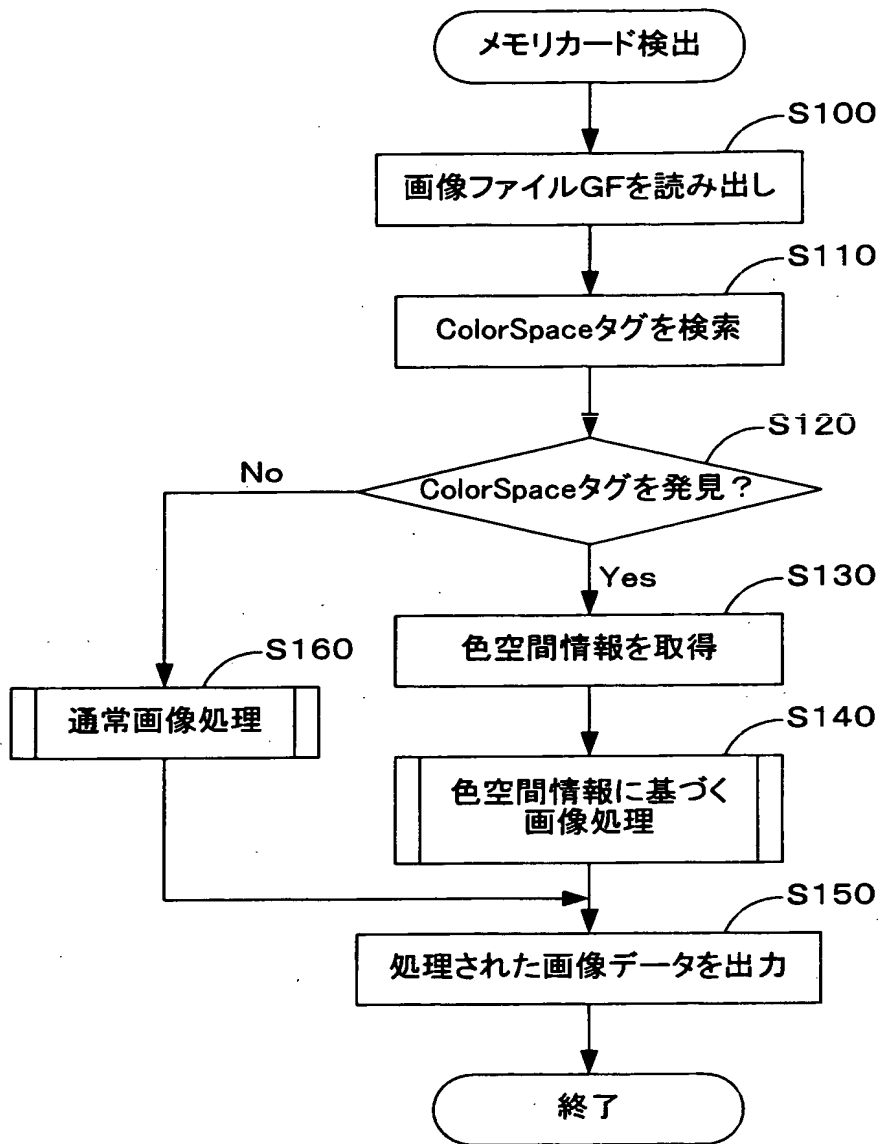 メモリカード検出
S100
画像ファイルGFを読み出し
S110
ColorSpaceタグを検索
S120
ColorSpaceタグを発見？
No
Yes
S130
色空間情報を取得
S160
通常画像処理
S140
色空間情報に基づく
画像処理
S150
処理された画像データを出力
終了